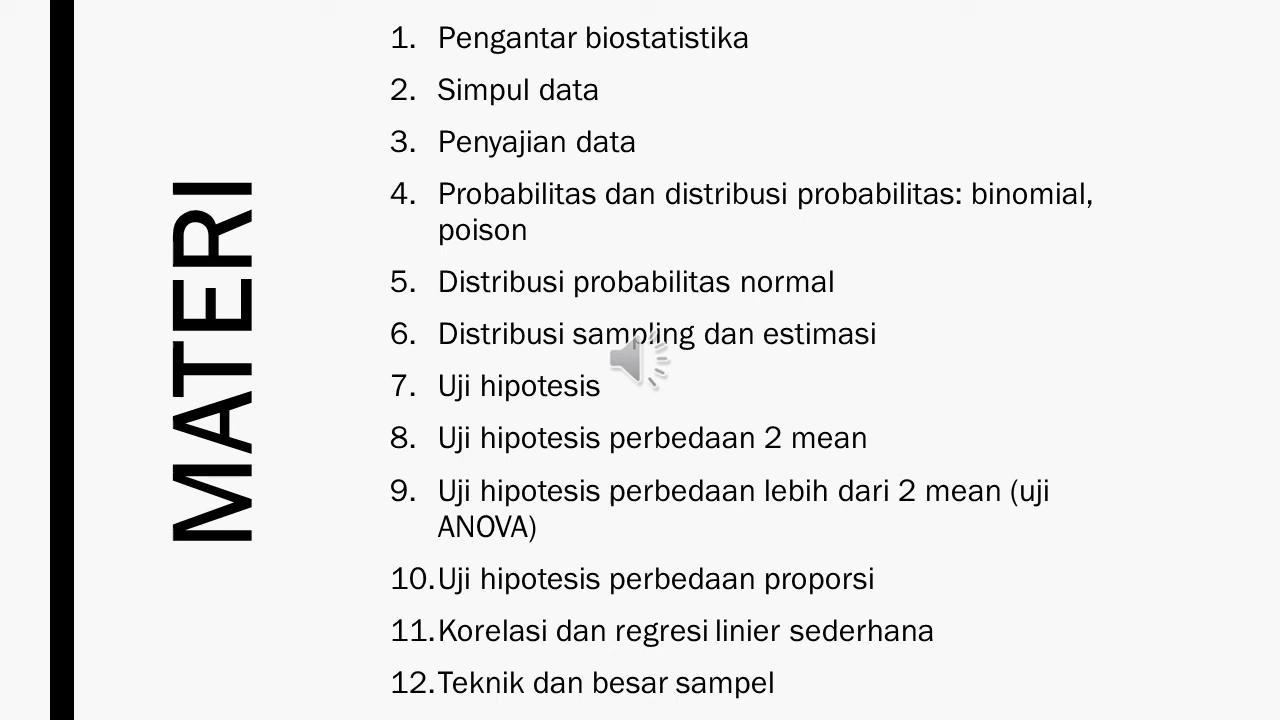 MATERI
1. Pengantar biostatistika
2. Simpul data
3. Penyajian data
4. Probabilitas dan distribusi probabilitas: binomial,
poison
5. Distribusi probabilitas normal
6. Distribusi sampling dan estimasi
7. Uji hipotesis
8. Uji hipotesis perbedaan 2 mean
9. Uji hipotesis perbedaan lebih dari 2 mean (uji
ANOVA)
10. Uji hipotesis perbedaan proporsi
11. Korelasi dan regresi linier sederhana
12. Teknik dan besar sampel